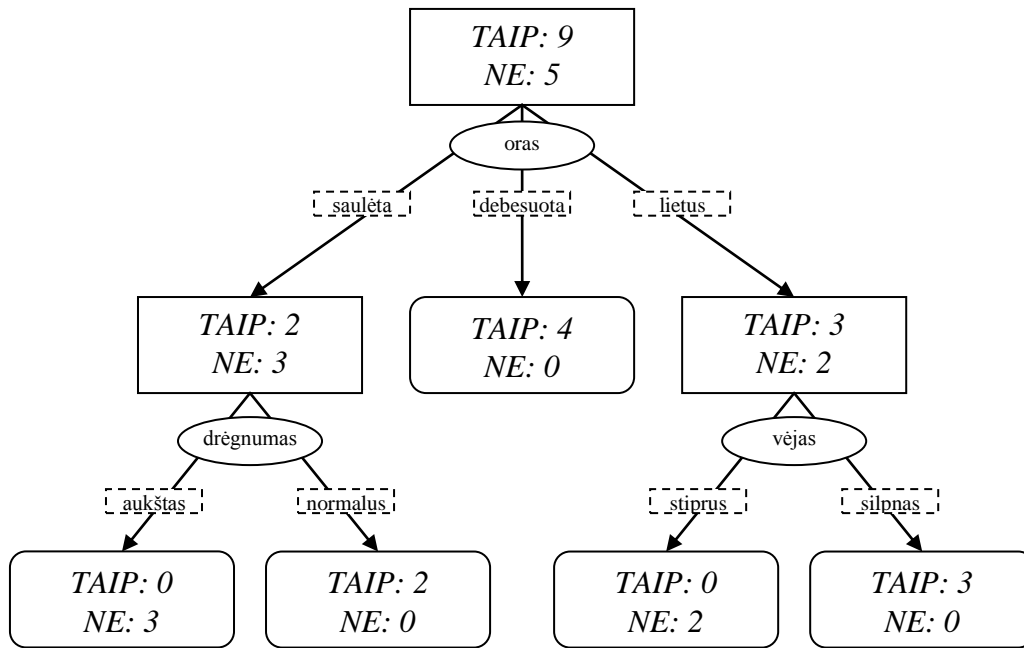 TAIP: 9
NE: 5
oras
saulėta
debesuota
lietus
TAIP: 2
NE: 3
TAIP: 4
NE: 0
TAIP: 3
NE: 2
drėgnumas
vėjas
aukštas
normalus
stiprus
silpnas
TAIP: 0
NE: 3
TAIP: 2
NE: 0
TAIP: 0
NE: 2
TAIP: 3
NE: 0